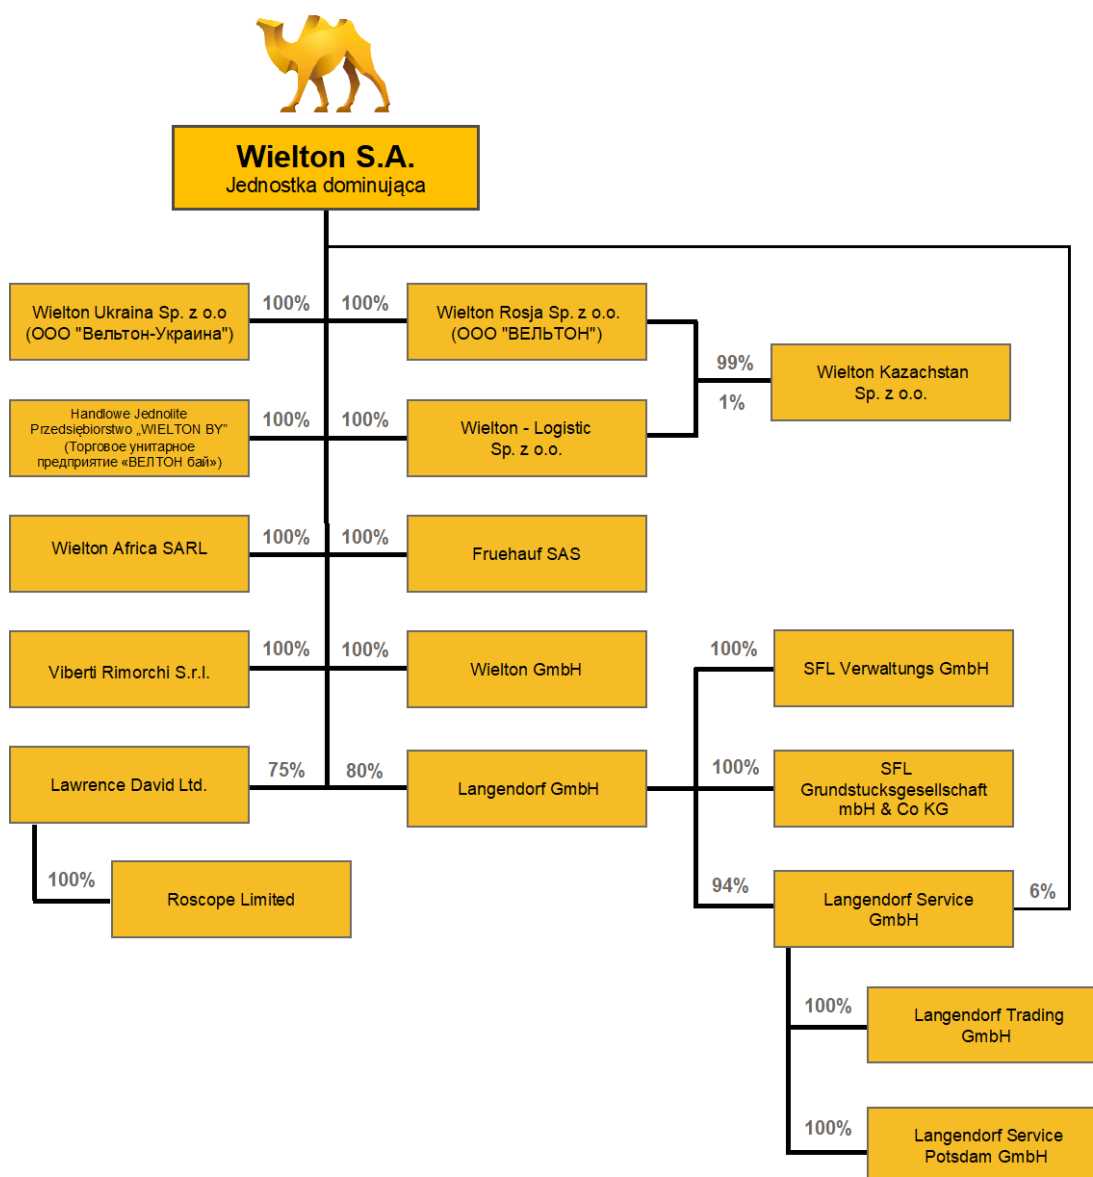 Wielton S.A.
Jednostka dominująca
Wielton Ukraina Sp. z o.o
(ООО "Вельтон-Украина")
100%
100%
Wielton Rosja Sp. z o.o.
(ООО "ВЕЛЬТОН")
99%
1%
Wielton Kazachstan
Sp. z o.o.
Handlowe Jednolite
Przedsiębiorstwo „WIELTON BY”
(Торговое унитарное
предприятие «ВЕЛТОН бай»)
100%
100%
Wielton - Logistic
Sp. z o.o.
Wielton Africa SARL
100%
100%
Fruehauf SAS
Viberti Rimorchi S.r.l.
100%
100%
Wielton GmbH
100%
SFL Verwaltungs GmbH
Lawrence David Ltd.
75%
80%
Langendorf GmbH
100%
SFL
Grundstucksgesellschaft
mbH & Co KG
100%
Roscope Limited
94%
Langendorf Service
GmbH
6%
100%
Langendorf Trading
GmbH
100%
Langendorf Service
Potsdam GmbH